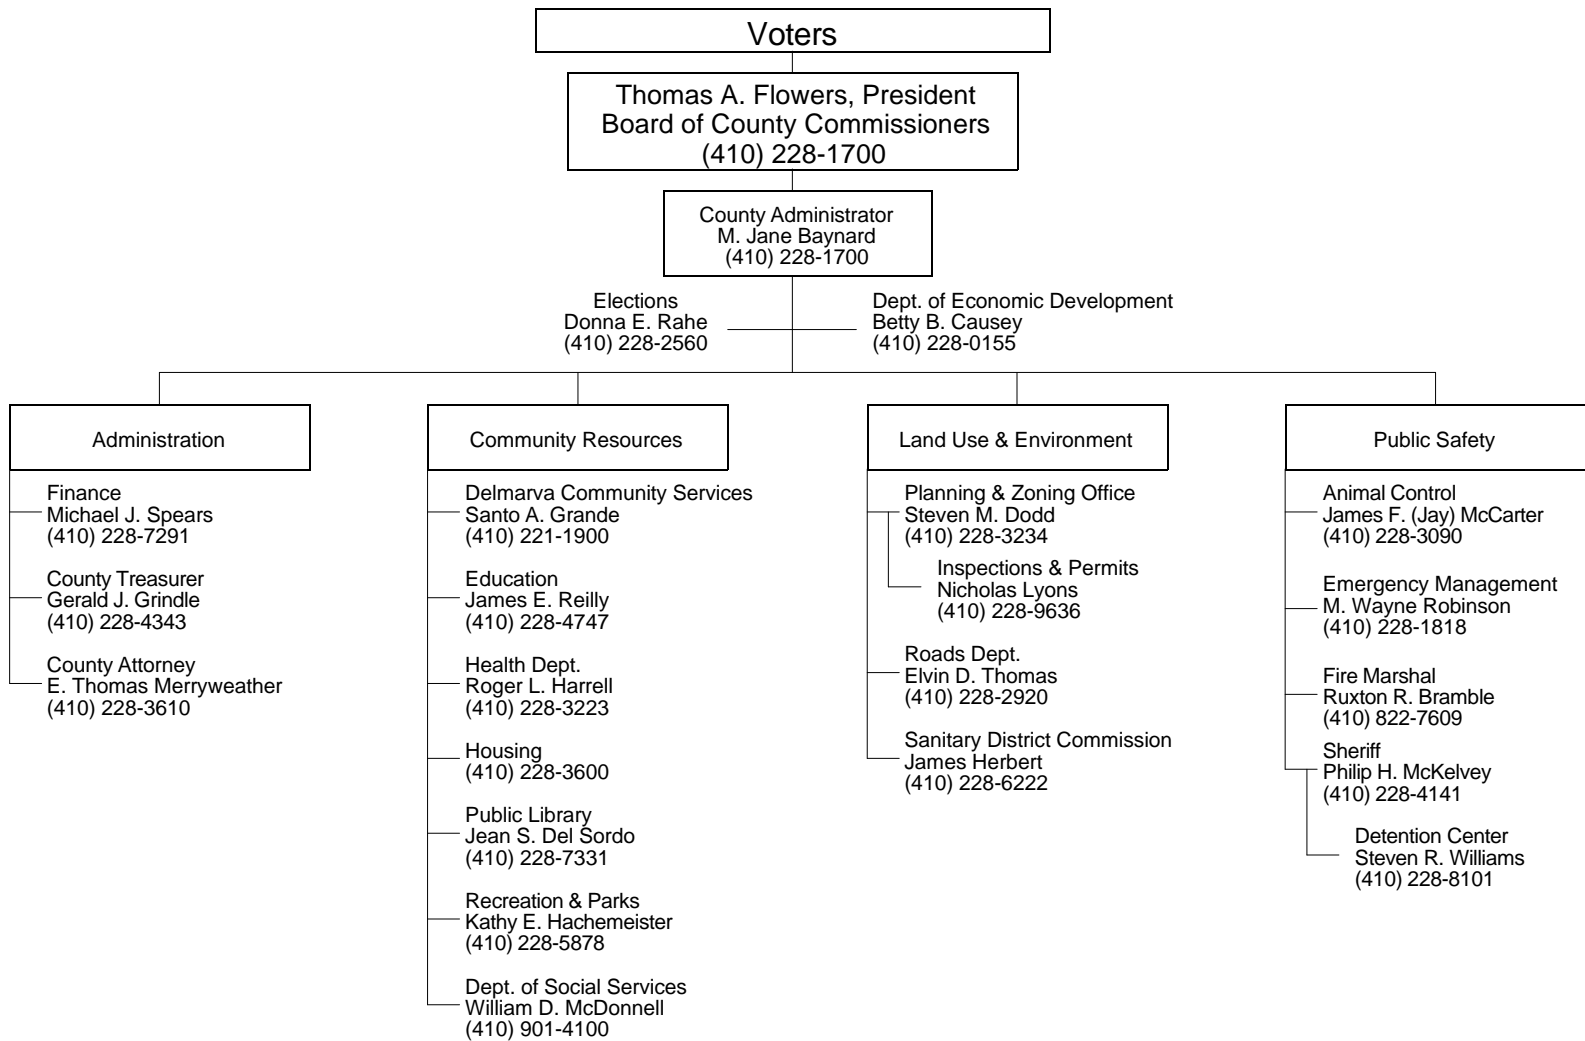 Voters
Thomas A. Flowers, President
Board of County Commissioners
(410) 228-1700
County Administrator
M. Jane Baynard
(410) 228-1700
Elections
Donna E. Rahe
(410) 228-2560
Dept. of Economic Development
Betty B. Causey
(410) 228-0155
Administration
Finance
Michael J. Spears
(410) 228-7291
County Treasurer
Gerald J. Grindle
(410) 228-4343
County Attorney
E. Thomas Merryweather
(410) 228-3610
Community Resources
Delmarva Community Services
Santo A. Grande
(410) 221-1900
Education
James E. Reilly
(410) 228-4747
Health Dept.
Roger L. Harrell
(410) 228-3223
Housing
(410) 228-3600
Public Library
Jean S. Del Sordo
(410) 228-7331
Recreation & Parks
Kathy E. Hachemeister
(410) 228-5878
Dept. of Social Services
William D. McDonnell
(410) 901-4100
Land Use & Environment
Planning & Zoning Office
Steven M. Dodd
(410) 228-3234
Inspections & Permits
Nicholas Lyons
(410) 228-9636
Roads Dept.
Elvin D. Thomas
(410) 228-2920
Sanitary District Commission
James Herbert
(410) 228-6222
Public Safety
Animal Control
James F. (Jay) McCarter
(410) 228-3090
Emergency Management
M. Wayne Robinson
(410) 228-1818
Fire Marshal
Ruxton R. Bramble
(410) 822-7609
Sheriff
Philip H. McKelvey
(410) 228-4141
Detention Center
Steven R. Williams
(410) 228-8101